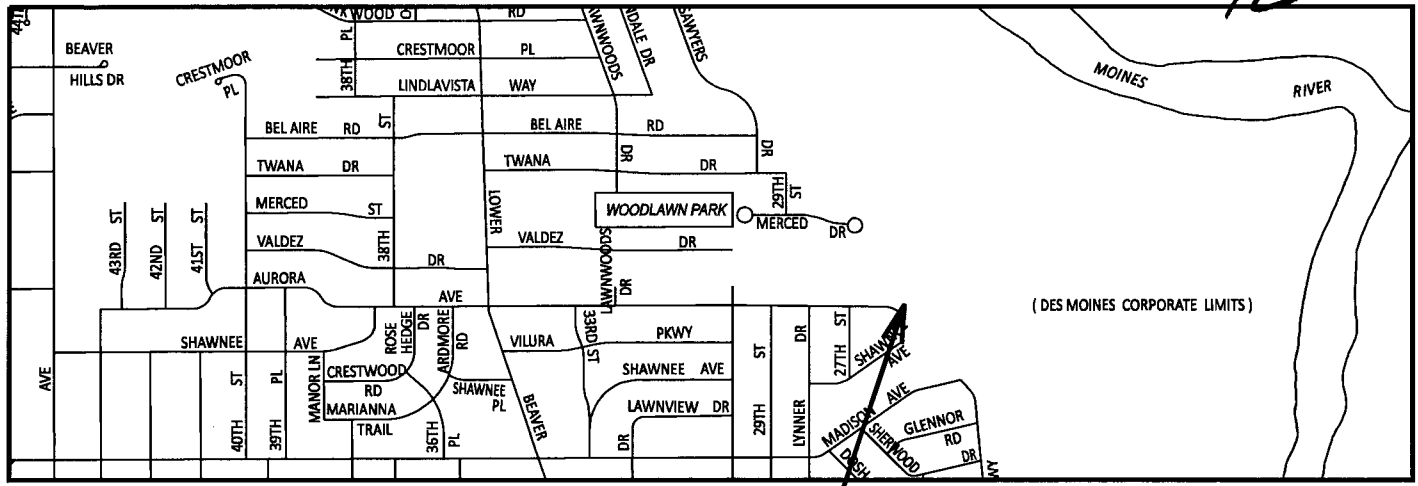 44TH
WOOD
RD
SAWYERS
BEAVER
HILLS DR
CRESTMOOR
PL
38TH
PL
CRESTMOOR PL
LINDLAVISTA WAY
MOINES
RIVER
BEL AIRE RD
ST
BEL AIRE RD
DR
DR
TWANA DR
TWANA DR
29TH
ST
MERCED ST
LOWER
WOODLAWN PARK
MERCED
DR
43RD ST
42ND ST
41ST ST
VALDEZ
DR
38TH
VALDEZ DR
LAWNWOODS
DR
AURORA
AVE
( DES MOINES CORPORATE LIMITS )
SHAWNEE AVE
ROSE
HEDGE
DR
ARDMORE
RD
VILURA PKWY
33RD ST
29TH
ST
LYNNER
DR
27TH
ST
AVE
AVE
40TH
ST
39TH
PL
MANOR LN
CRESTWOOD
RD
MARIANNA
TRAIL
36TH
PL
SHAWNEE
PL
BEAVER
SHAWNEE AVE
LAWNVIEW DR
DR
MADISON AVE
SHERWOOD
GLENNOR
RD
DR